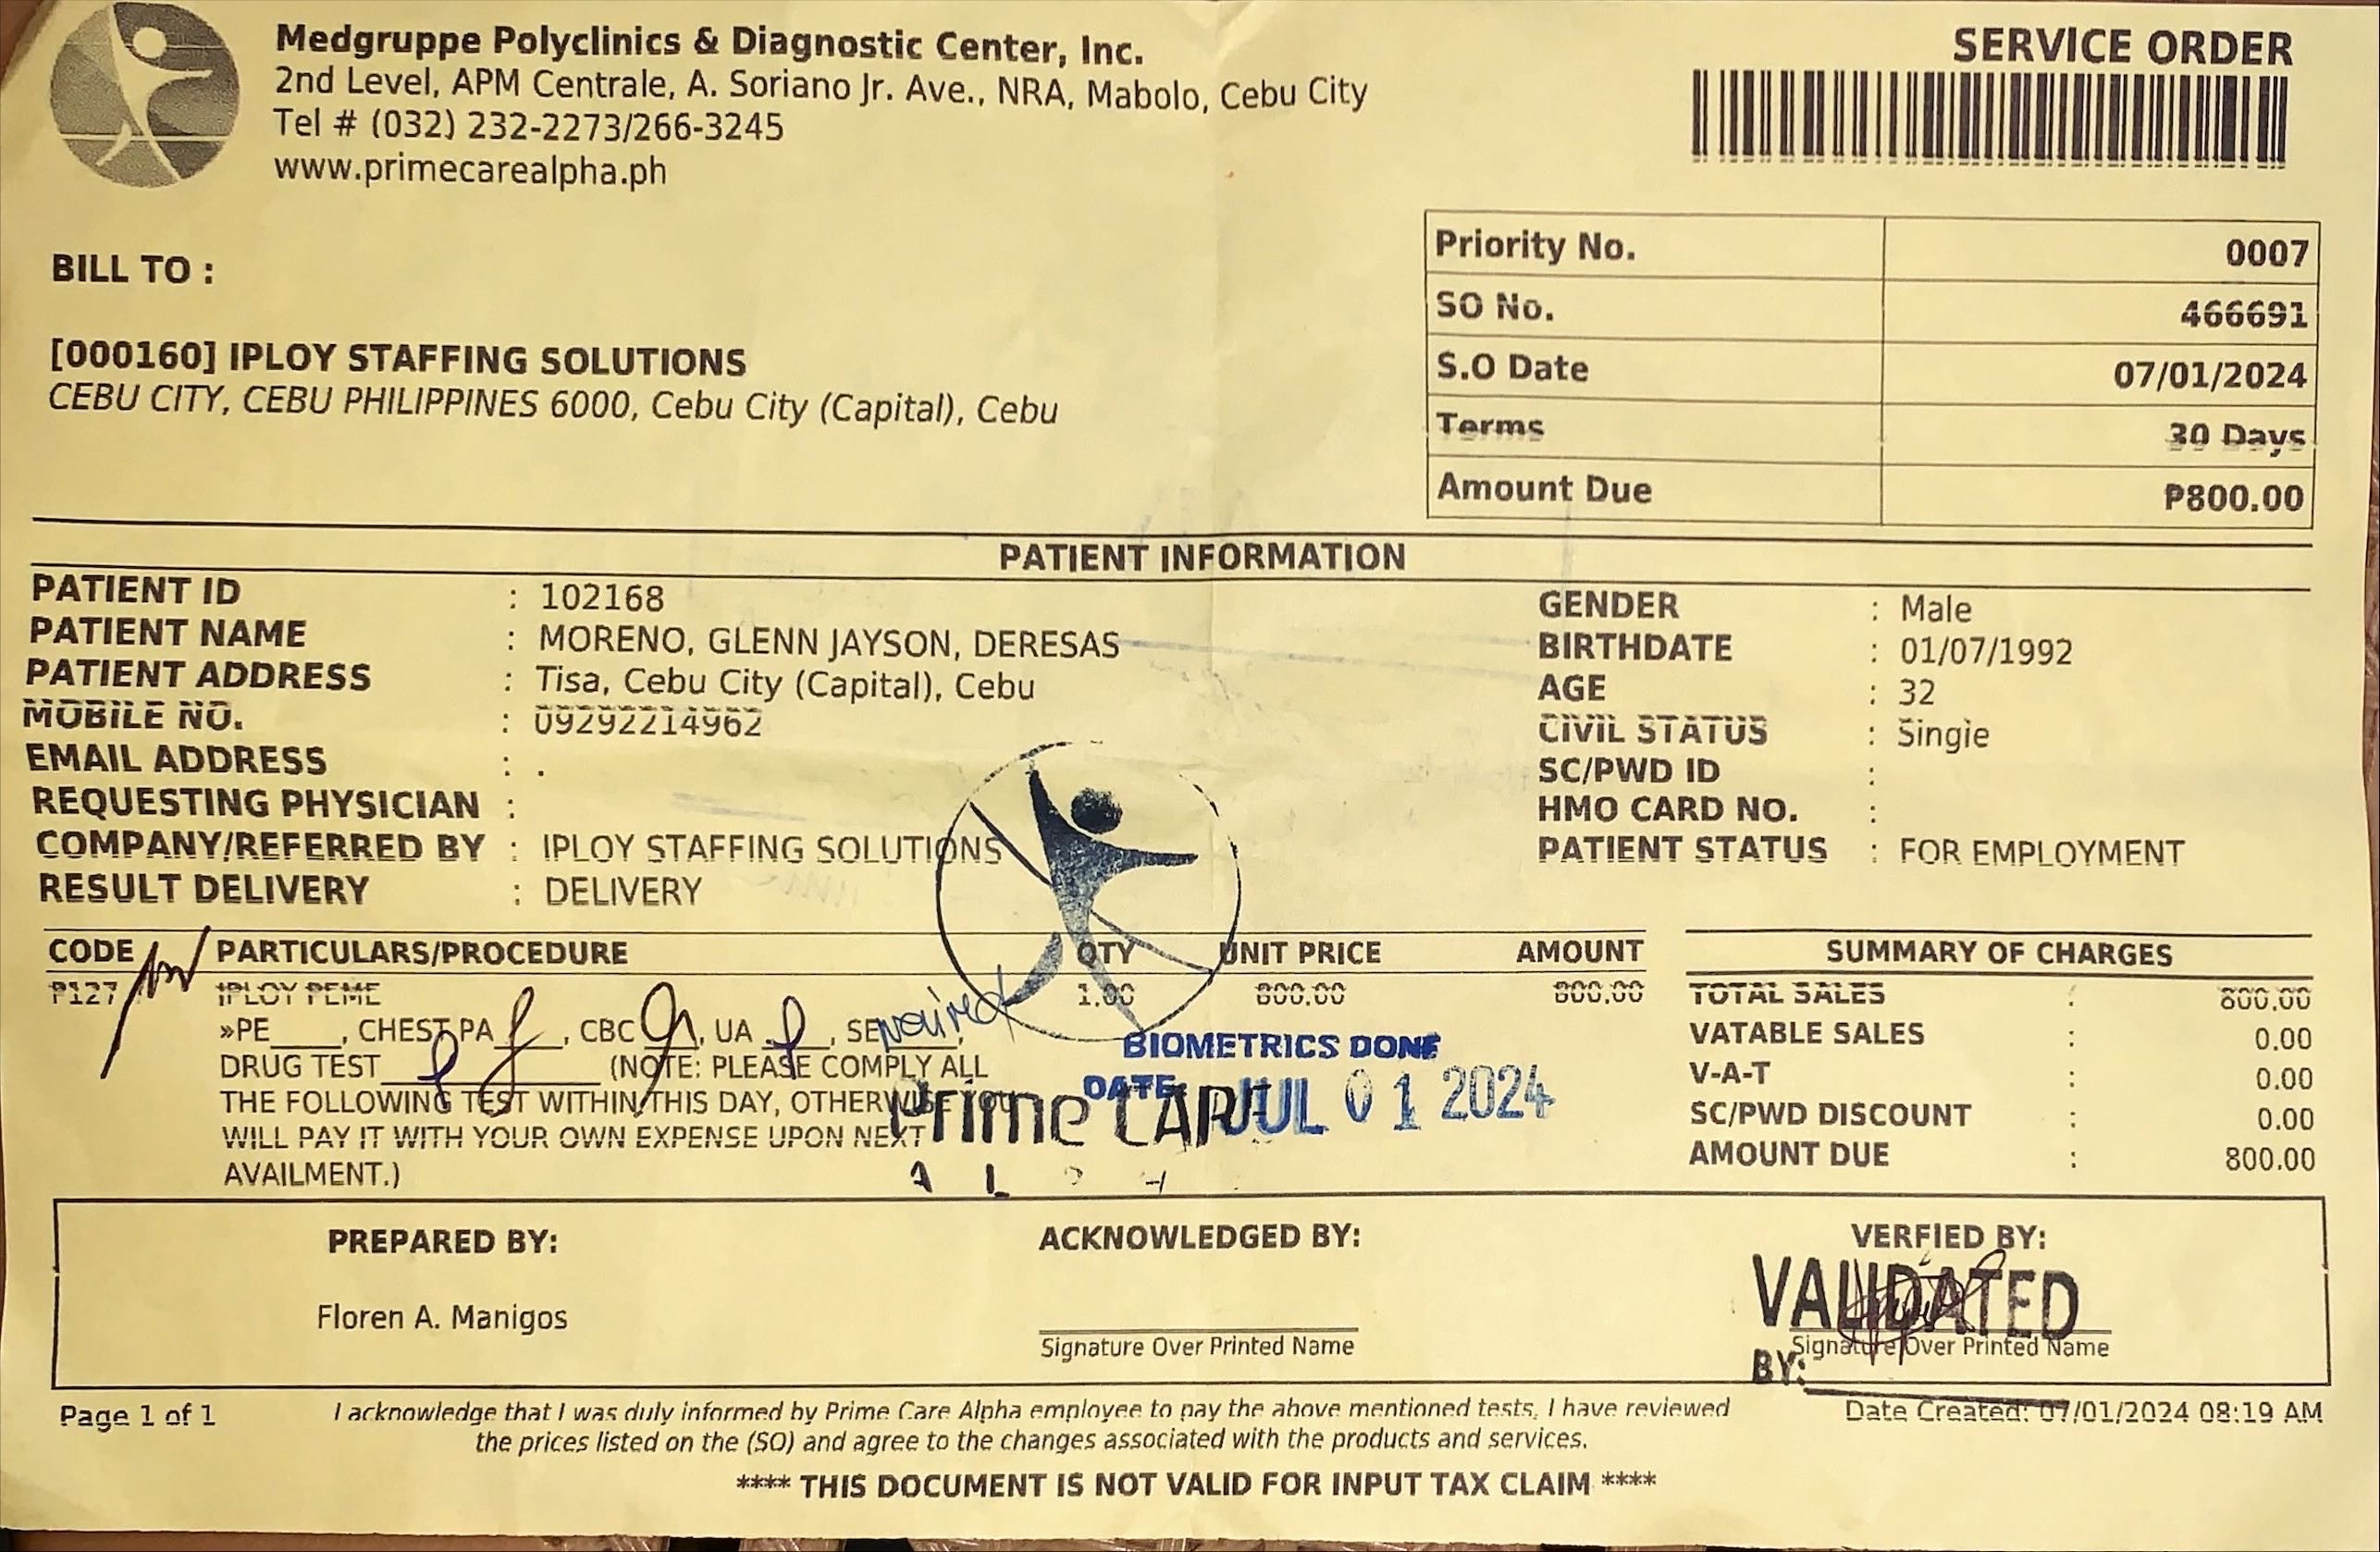 Medgruppe Polyclinics & Diagnostic Center, Inc.
2nd Level, APM Centrale, A. Soriano Jr. Ave., NRA, Mabolo, Cebu City
Tel # (032) 232-2273/266-3245
www.primecarealpha.ph
SERVICE ORDER
BILL TO :
[000160] IPLOY STAFFING SOLUTIONS
CEBU CITY, CEBU PHILIPPINES 6000, Cebu City (Capital), Cebu
Priority No. 0007
SO No. 466691
S.O Date 07/01/2024
Terms 30 Days
Amount Due ₱800.00
PATIENT INFORMATION
PATIENT ID : 102168
PATIENT NAME : MORENO, GLENN JAYSON, DERESAS
PATIENT ADDRESS : Tisa, Cebu City (Capital), Cebu
MOBILE NO. : 09292214962
EMAIL ADDRESS : .
REQUESTING PHYSICIAN :
COMPANY/REFERRED BY : IPLOY STAFFING SOLUTIONS
RESULT DELIVERY : DELIVERY
GENDER : Male
BIRTHDATE : 01/07/1992
AGE : 32
CIVIL STATUS : Single
SC/PWD ID :
HMO CARD NO. :
PATIENT STATUS : FOR EMPLOYMENT
CODE PARTICULARS/PROCEDURE QTY UNIT PRICE AMOUNT
P127 IPLOY PEME 1.00 800.00 800.00
»PE____, CHEST PA____, CBC____, UA____, SE____,
DRUG TEST____________ (NOTE: PLEASE COMPLY ALL
THE FOLLOWING TEST WITHIN THIS DAY, OTHERWISE YOU
WILL PAY IT WITH YOUR OWN EXPENSE UPON NEXT
AVAILMENT.)
BIOMETRICS DONE
DATE JUL 01 2024
Prime CARE
SUMMARY OF CHARGES
TOTAL SALES : 800.00
VATABLE SALES : 0.00
V-A-T : 0.00
SC/PWD DISCOUNT : 0.00
AMOUNT DUE : 800.00
PREPARED BY:
Floren A. Manigos
ACKNOWLEDGED BY:
Signature Over Printed Name
VERFIED BY:
VALIDATED
Signature Over Printed Name
BY:
Page 1 of 1
I acknowledge that I was duly informed by Prime Care Alpha employee to pay the above mentioned tests, I have reviewed
the prices listed on the (SO) and agree to the changes associated with the products and services.
Date Created: 07/01/2024 08:19 AM
**** THIS DOCUMENT IS NOT VALID FOR INPUT TAX CLAIM ****